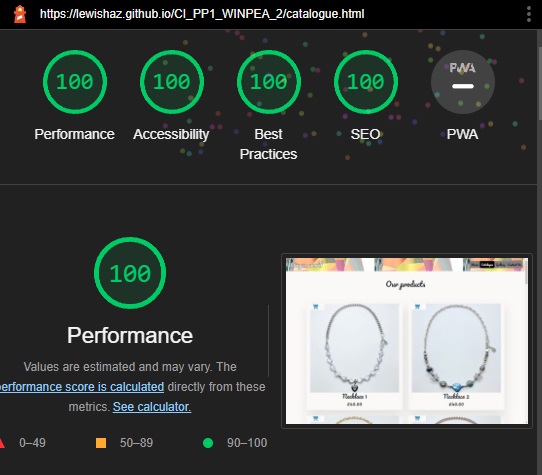 https://lewishaz.github.io/CI_PP1_WINPEA_2/catalogue.html
100 100 100 100 PWA
Performance Accessibility Best Practices SEO PWA
100
Performance
Values are estimated and may vary. The
performance score is calculated directly from these
metrics. See calculator.
0–49 50–89 90–100
Our products
Necklace 1 Necklace 2
£40.00 £40.00